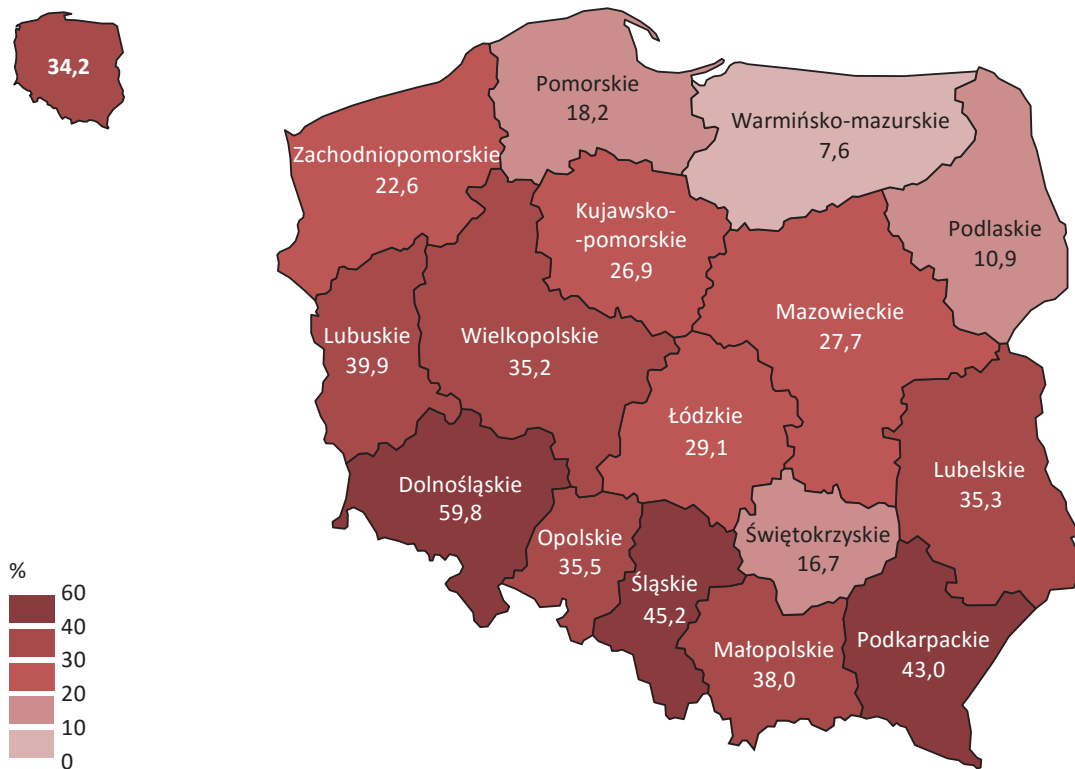 34,2
Pomorskie
18,2
Warmińsko-mazurskie
7,6
Zachodniopomorskie
22,6
Kujawsko-
-pomorskie
26,9
Podlaskie
10,9
Mazowieckie
27,7
Lubuskie
39,9
Wielkopolskie
35,2
Łódzkie
29,1
Lubelskie
35,3
Dolnośląskie
59,8
Opolskie
35,5
Śląskie
45,2
Świętokrzyskie
16,7
Małopolskie
38,0
Podkarpackie
43,0
%
60
40
30
20
10
0